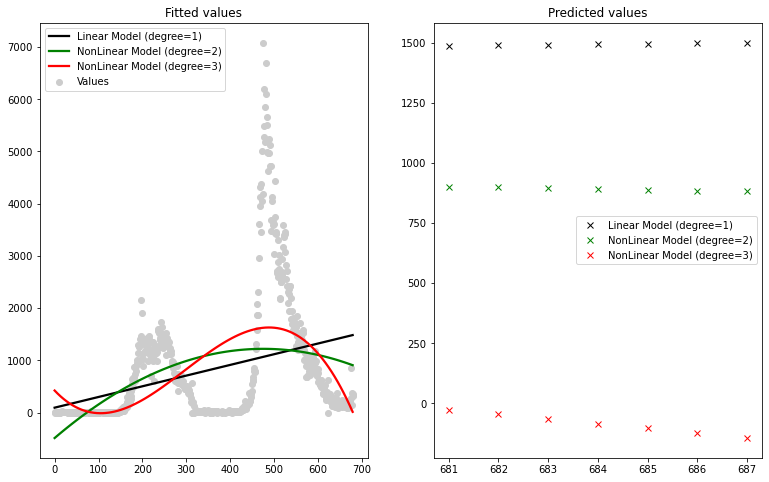 Fitted values
Linear Model (degree=1)
NonLinear Model (degree=2)
NonLinear Model (degree=3)
Values
7000
6000
5000
4000
3000
2000
1000
0
0 100 200 300 400 500 600 700
Predicted values
1500
1250
1000
750
500
250
0
Linear Model (degree=1)
NonLinear Model (degree=2)
NonLinear Model (degree=3)
681 682 683 684 685 686 687